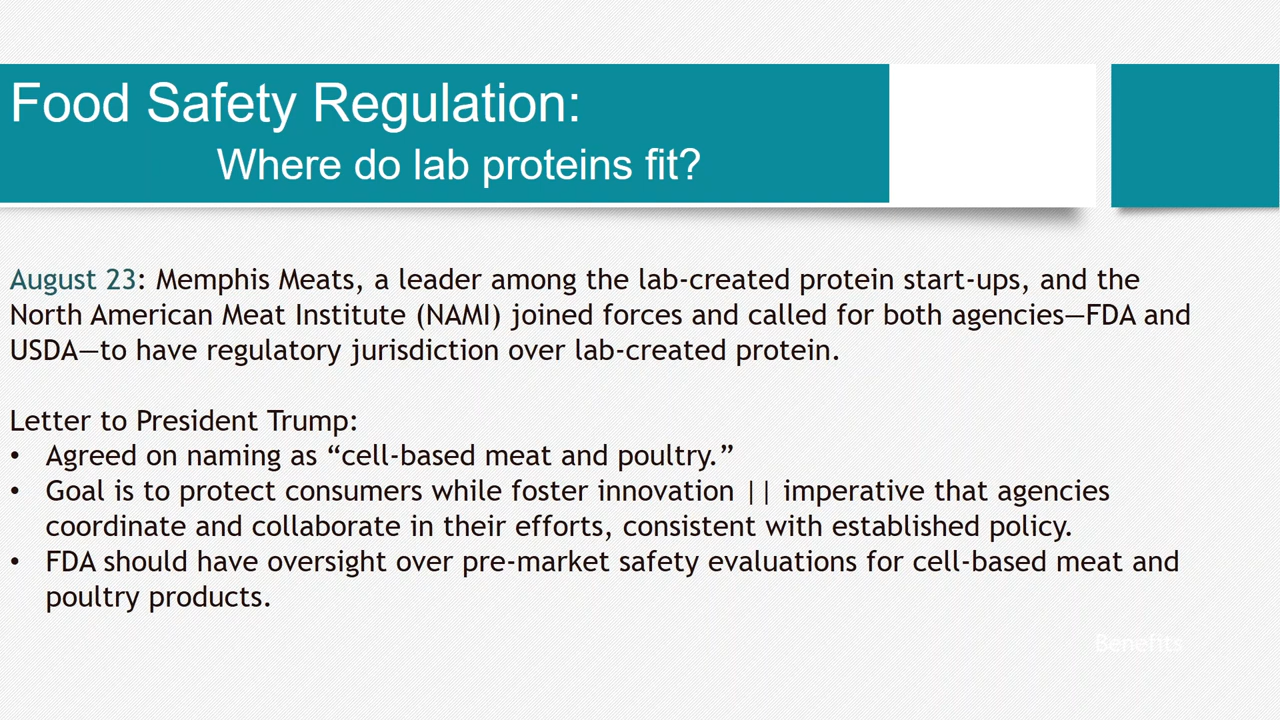 Food Safety Regulation:
Where do lab proteins fit?
August 23: Memphis Meats, a leader among the lab-created protein start-ups, and the
North American Meat Institute (NAMI) joined forces and called for both agencies—FDA and
USDA—to have regulatory jurisdiction over lab-created protein.
Letter to President Trump:
• Agreed on naming as “cell-based meat and poultry.”
• Goal is to protect consumers while foster innovation || imperative that agencies
coordinate and collaborate in their efforts, consistent with established policy.
• FDA should have oversight over pre-market safety evaluations for cell-based meat and
poultry products.
Benefits